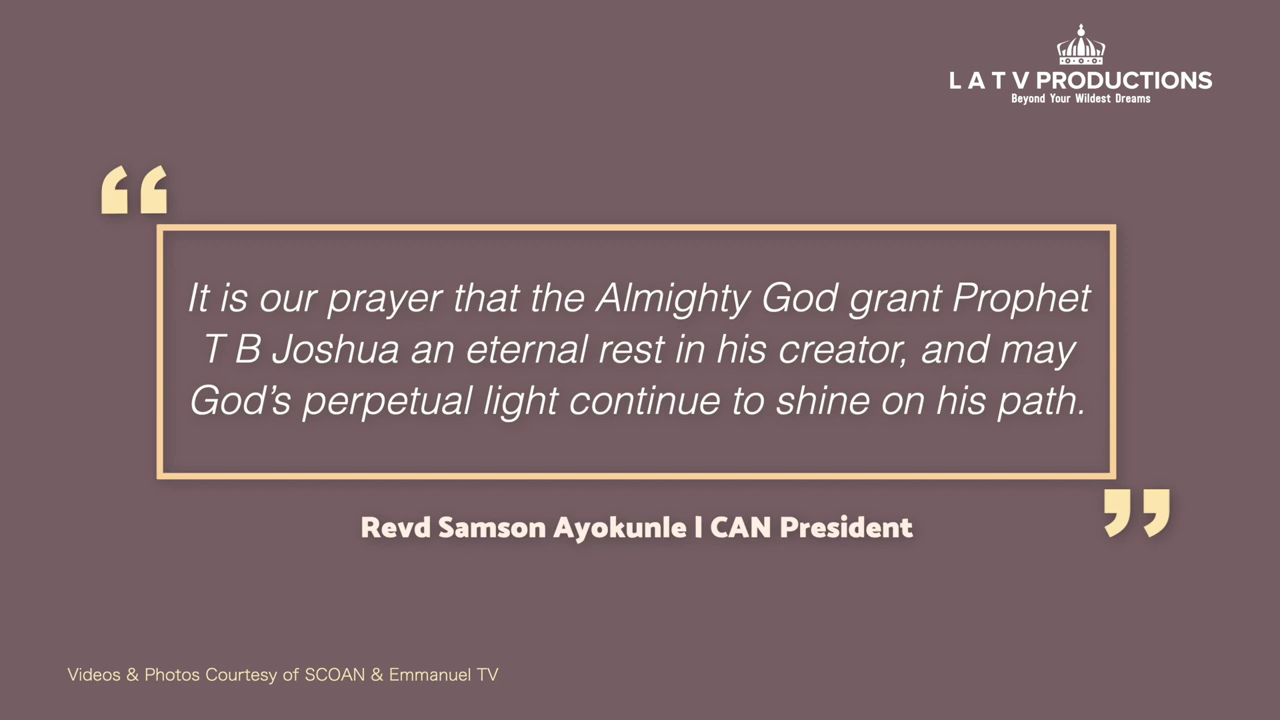 L A T V PRODUCTIONS
Beyond Your Wildest Dreams
“
It is our prayer that the Almighty God grant Prophet
T B Joshua an eternal rest in his creator, and may
God’s perpetual light continue to shine on his path.
”
Revd Samson Ayokunle | CAN President
Videos & Photos Courtesy of SCOAN & Emmanuel TV